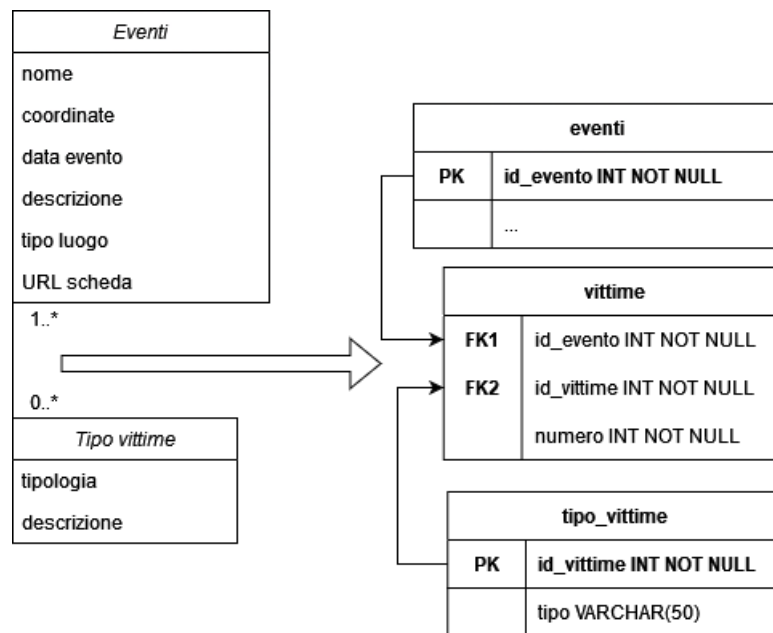 Eventi
nome
coordinate
data evento
descrizione
tipo luogo
URL scheda
1..*
0..*
Tipo vittime
tipologia
descrizione
eventi
PK id_evento INT NOT NULL
...
vittime
FK1 id_evento INT NOT NULL
FK2 id_vittime INT NOT NULL
numero INT NOT NULL
tipo_vittime
PK id_vittime INT NOT NULL
tipo VARCHAR(50)